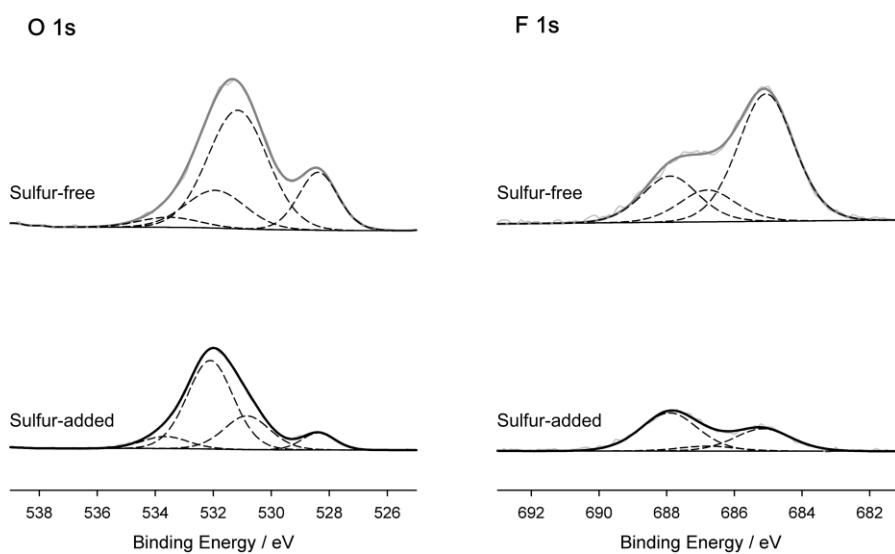 O 1s
F 1s
Sulfur-free
Sulfur-free
Sulfur-added
Sulfur-added
538 536 534 532 530 528 526
692 690 688 686 684 682
Binding Energy / eV
Binding Energy / eV